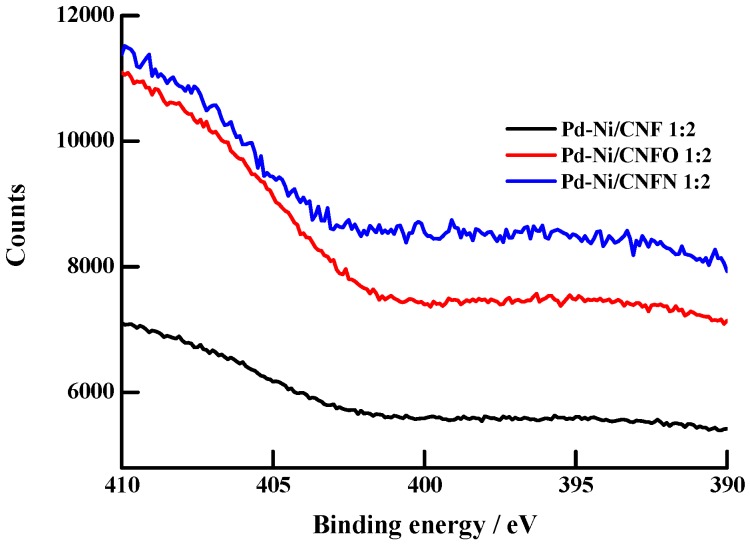 12000
10000
8000
6000
Counts
Pd-Ni/CNF 1:2
Pd-Ni/CNFO 1:2
Pd-Ni/CNFN 1:2
410 405 400 395 390
Binding energy / eV